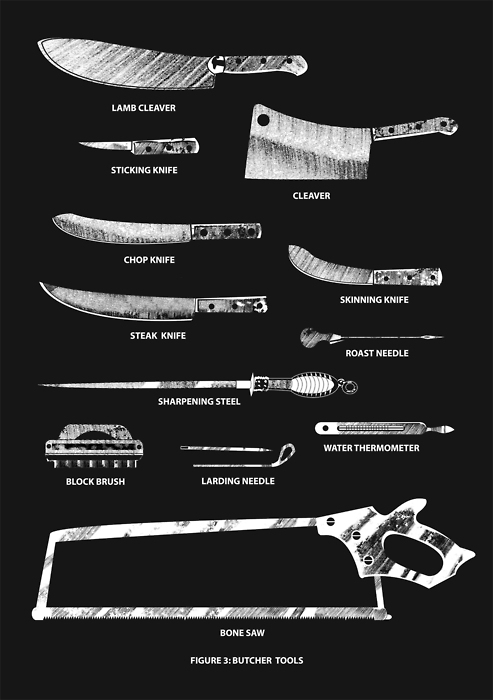 LAMB CLEAVER
STICKING KNIFE
CLEAVER
CHOP KNIFE
SKINNING KNIFE
STEAK KNIFE
ROAST NEEDLE
SHARPENING STEEL
WATER THERMOMETER
BLOCK BRUSH
LARDING NEEDLE
BONE SAW
FIGURE 3: BUTCHER TOOLS